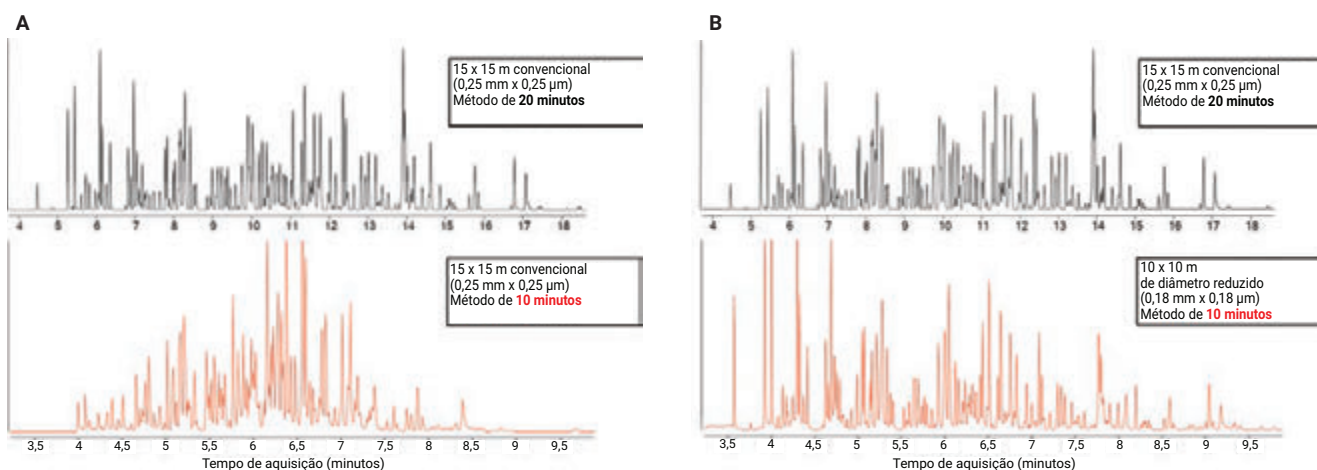 A
15 x 15 m convencional
(0,25 mm x 0,25 µm)
Método de 20 minutos
4 5 6 7 8 9 10 11 12 13 14 15 16 17 18
15 x 15 m convencional
(0,25 mm x 0,25 µm)
Método de 10 minutos
3,5 4 4,5 5 5,5 6 6,5 7 7,5 8 8,5 9 9,5
Tempo de aquisição (minutos)
B
15 x 15 m convencional
(0,25 mm x 0,25 µm)
Método de 20 minutos
4 5 6 7 8 9 10 11 12 13 14 15 16 17 18
10 x 10 m
de diâmetro reduzido
(0,18 mm x 0,18 µm)
Método de 10 minutos
3,5 4 4,5 5 5,5 6 6,5 7 7,5 8 8,5 9 9,5
Tempo de aquisição (minutos)